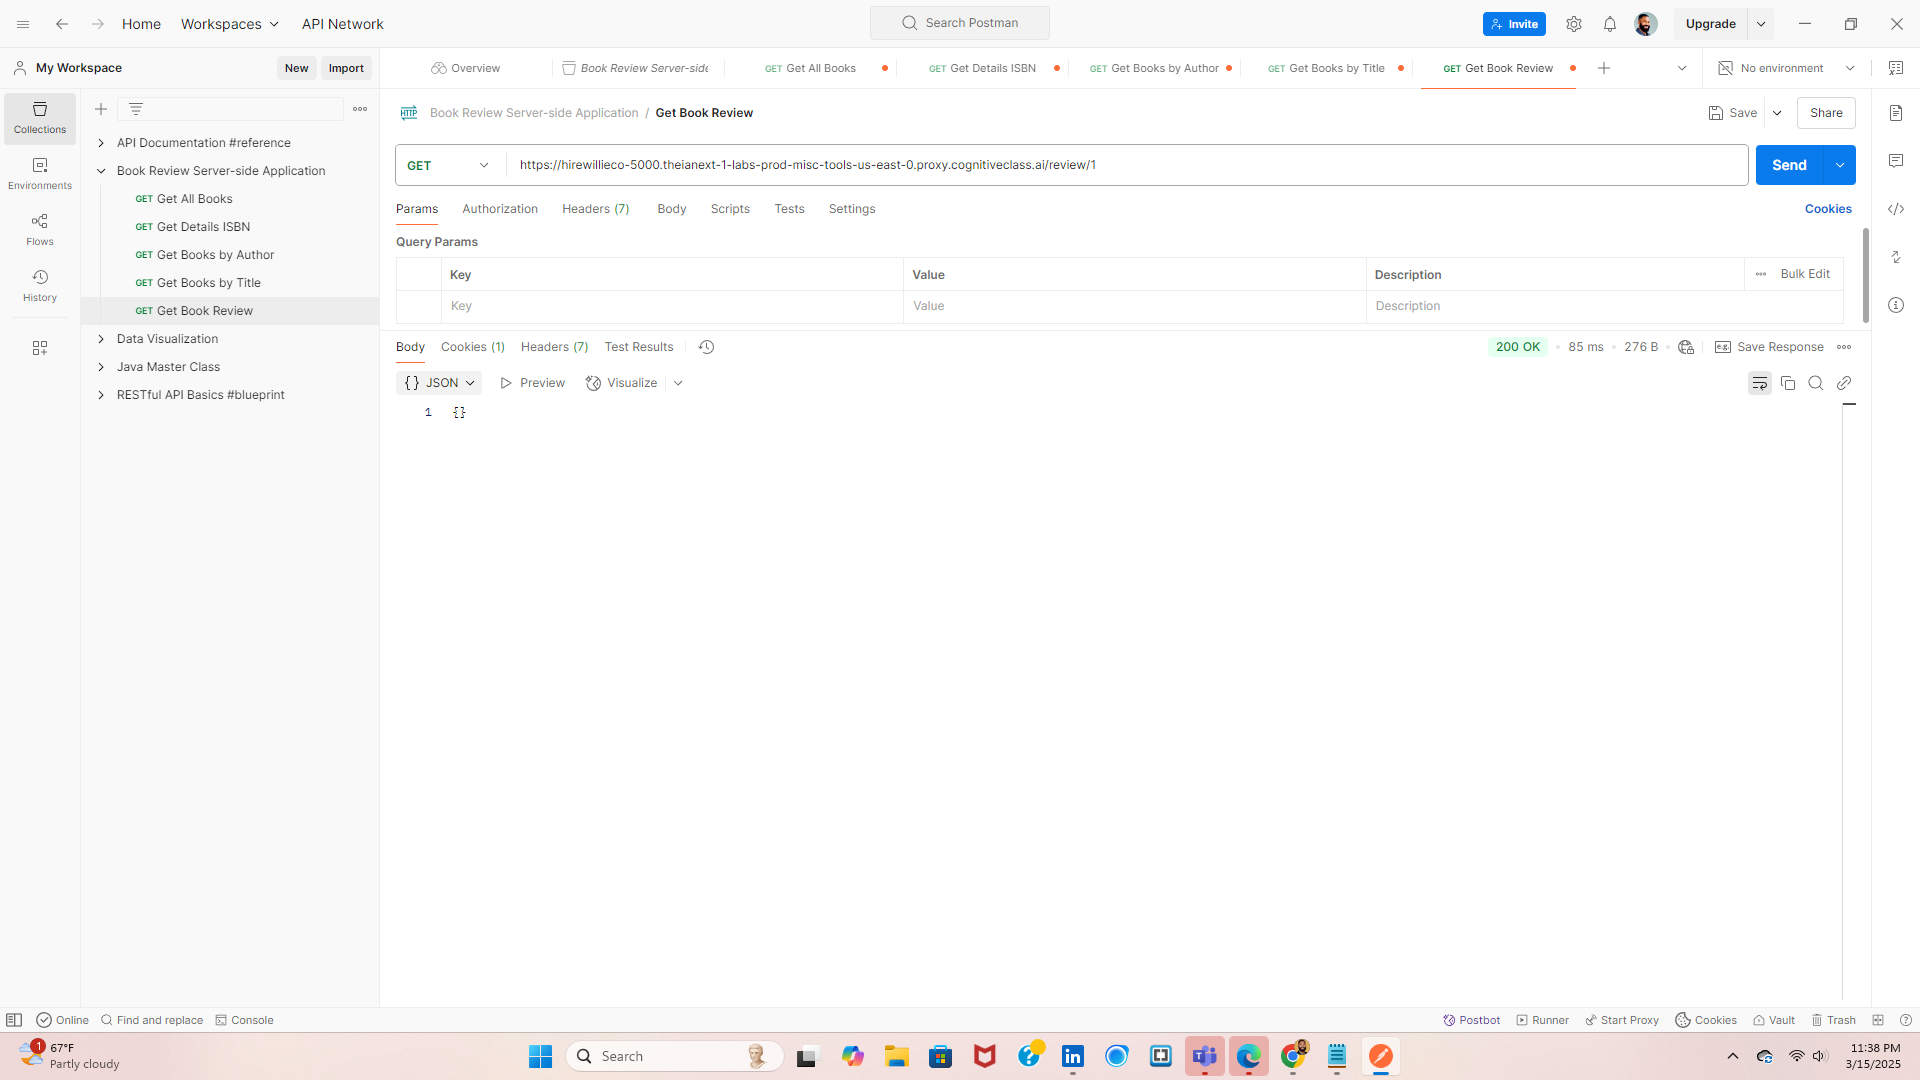 Home
Workspaces
API Network
Search Postman
Invite
Upgrade
My Workspace
New
Import
Overview
Book Review Server-side
GET Get All Books
GET Get Details ISBN
GET Get Books by Author
GET Get Books by Title
GET Get Book Review
No environment
Collections
Environments
Flows
History
API Documentation #reference
Book Review Server-side Application
GET Get All Books
GET Get Details ISBN
GET Get Books by Author
GET Get Books by Title
GET Get Book Review
Data Visualization
Java Master Class
RESTful API Basics #blueprint
HTTP
Book Review Server-side Application / Get Book Review
Save
Share
GET
https://hirewillieco-5000.theianext-1-labs-prod-misc-tools-us-east-0.proxy.cognitiveclass.ai/review/1
Send
Params
Authorization
Headers (7)
Body
Scripts
Tests
Settings
Cookies
Query Params
Key
Value
Description
Bulk Edit
Key
Value
Description
Body
Cookies (1)
Headers (7)
Test Results
200 OK
85 ms
276 B
e.g.
Save Response
{} JSON
Preview
Visualize
1 {}
Online
Find and replace
Console
Postbot
Runner
Start Proxy
Cookies
Vault
Trash
1
67°F
Partly cloudy
Search
11:38 PM
3/15/2025